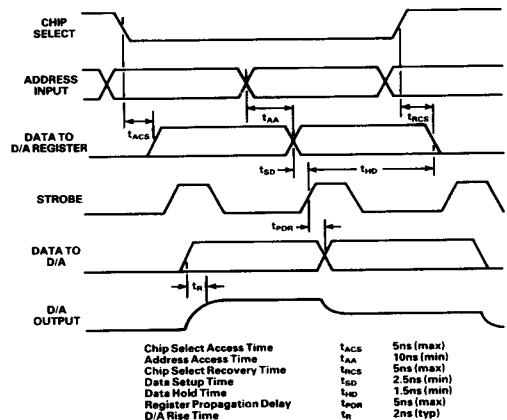 CHIP
SELECT
ADDRESS
INPUT
tAA
tRCS
tACS
DATA TO
D/A REGISTER
tSD
tHD
STROBE
tPDR
DATA TO
D/A
tR
D/A
OUTPUT
Chip Select Access Time tACS 5ns (max)
Address Access Time tAA 10ns (min)
Chip Select Recovery Time tRCS 5ns (max)
Data Setup Time tSD 2.5ns (min)
Data Hold Time tHD 1.5ns (min)
Register Propagation Delay tPDR 5ns (max)
D/A Rise Time tR 2ns (typ)